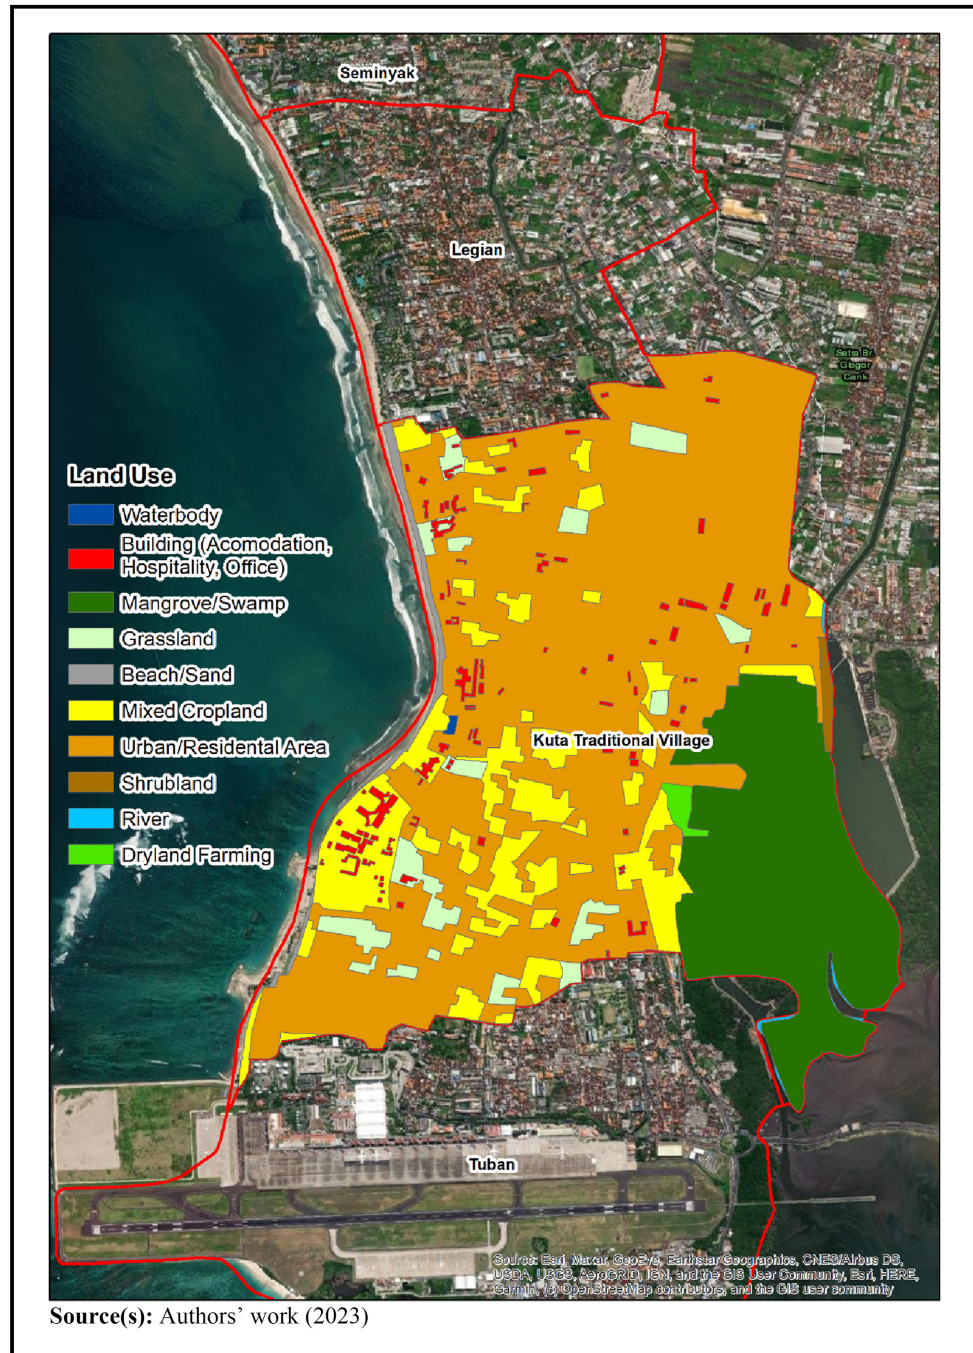 Seminyak
Legian
Setra Br.
Glogor
Carik
Land Use
Waterbody
Building (Acomodation,
Hospitality, Office)
Mangrove/Swamp
Grassland
Beach/Sand
Mixed Cropland
Urban/Residental Area
Shrubland
River
Dryland Farming
Kuta Traditional Village
Tuban
Source: Esri, Maxar, GeoEye, Earthstar Geographics, CNES/Airbus DS,
USDA, USGS, AeroGRID, IGN, and the GIS User Community, Esri, HERE,
Garmin, (c) OpenStreetMap contributors, and the GIS user community
Source(s): Authors' work (2023)